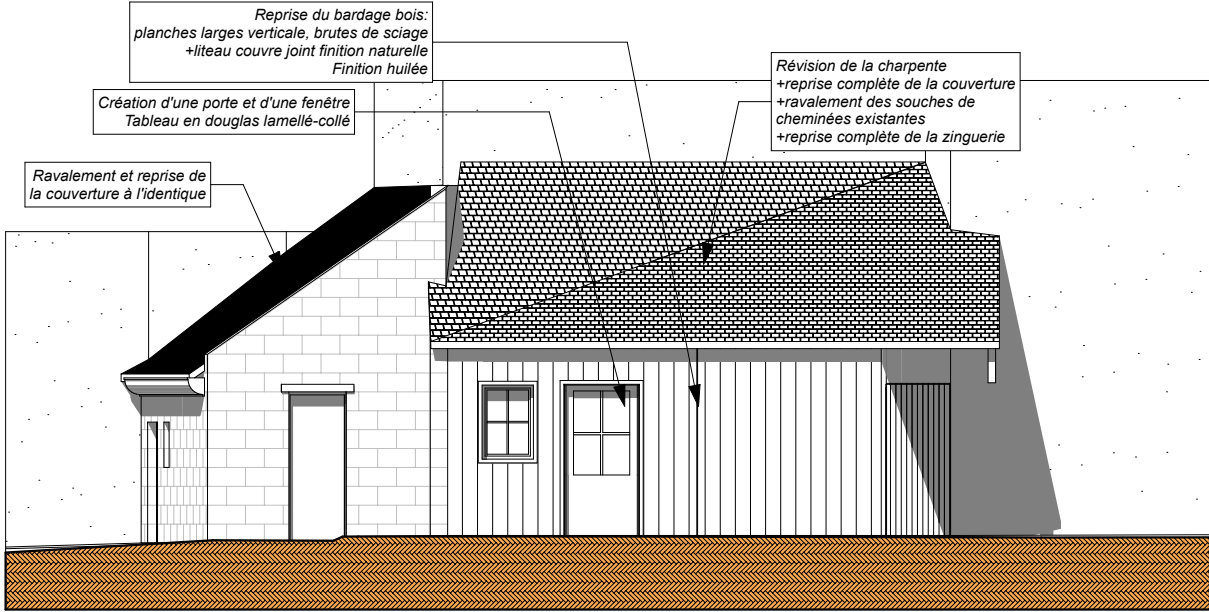 Reprise du bardage bois:
planches larges verticale, brutes de sciage
+liteau couvre joint finition naturelle
Finition huilée
Création d'une porte et d'une fenêtre
Tableau en douglas lamellé-collé
Révision de la charpente
+reprise complète de la couverture
+ravalement des souches de
cheminées existantes
+reprise complète de la zinguerie
Ravalement et reprise de
la couverture à l'identique